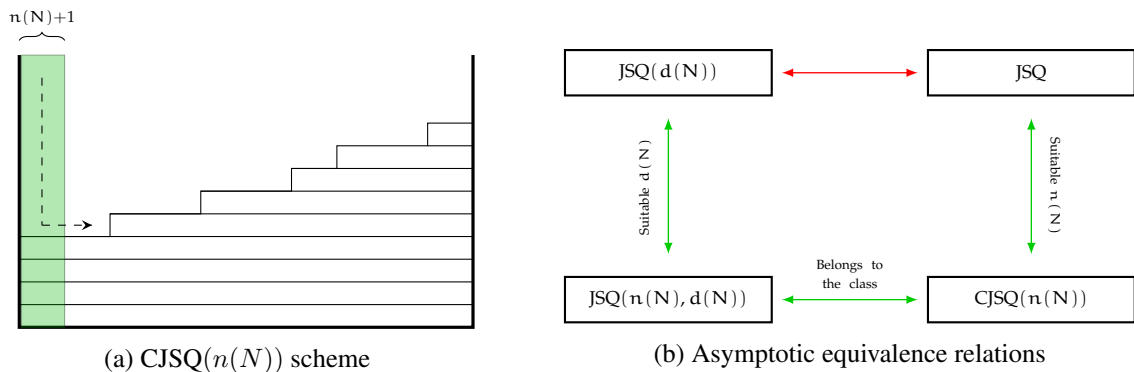 n(N)+1
(a) CJSQ(n(N)) scheme
JSQ(d(N))
JSQ
Suitable d(N)
Suitable n(N)
Belongs to
the class
JSQ(n(N), d(N))
CJSQ(n(N))
(b) Asymptotic equivalence relations